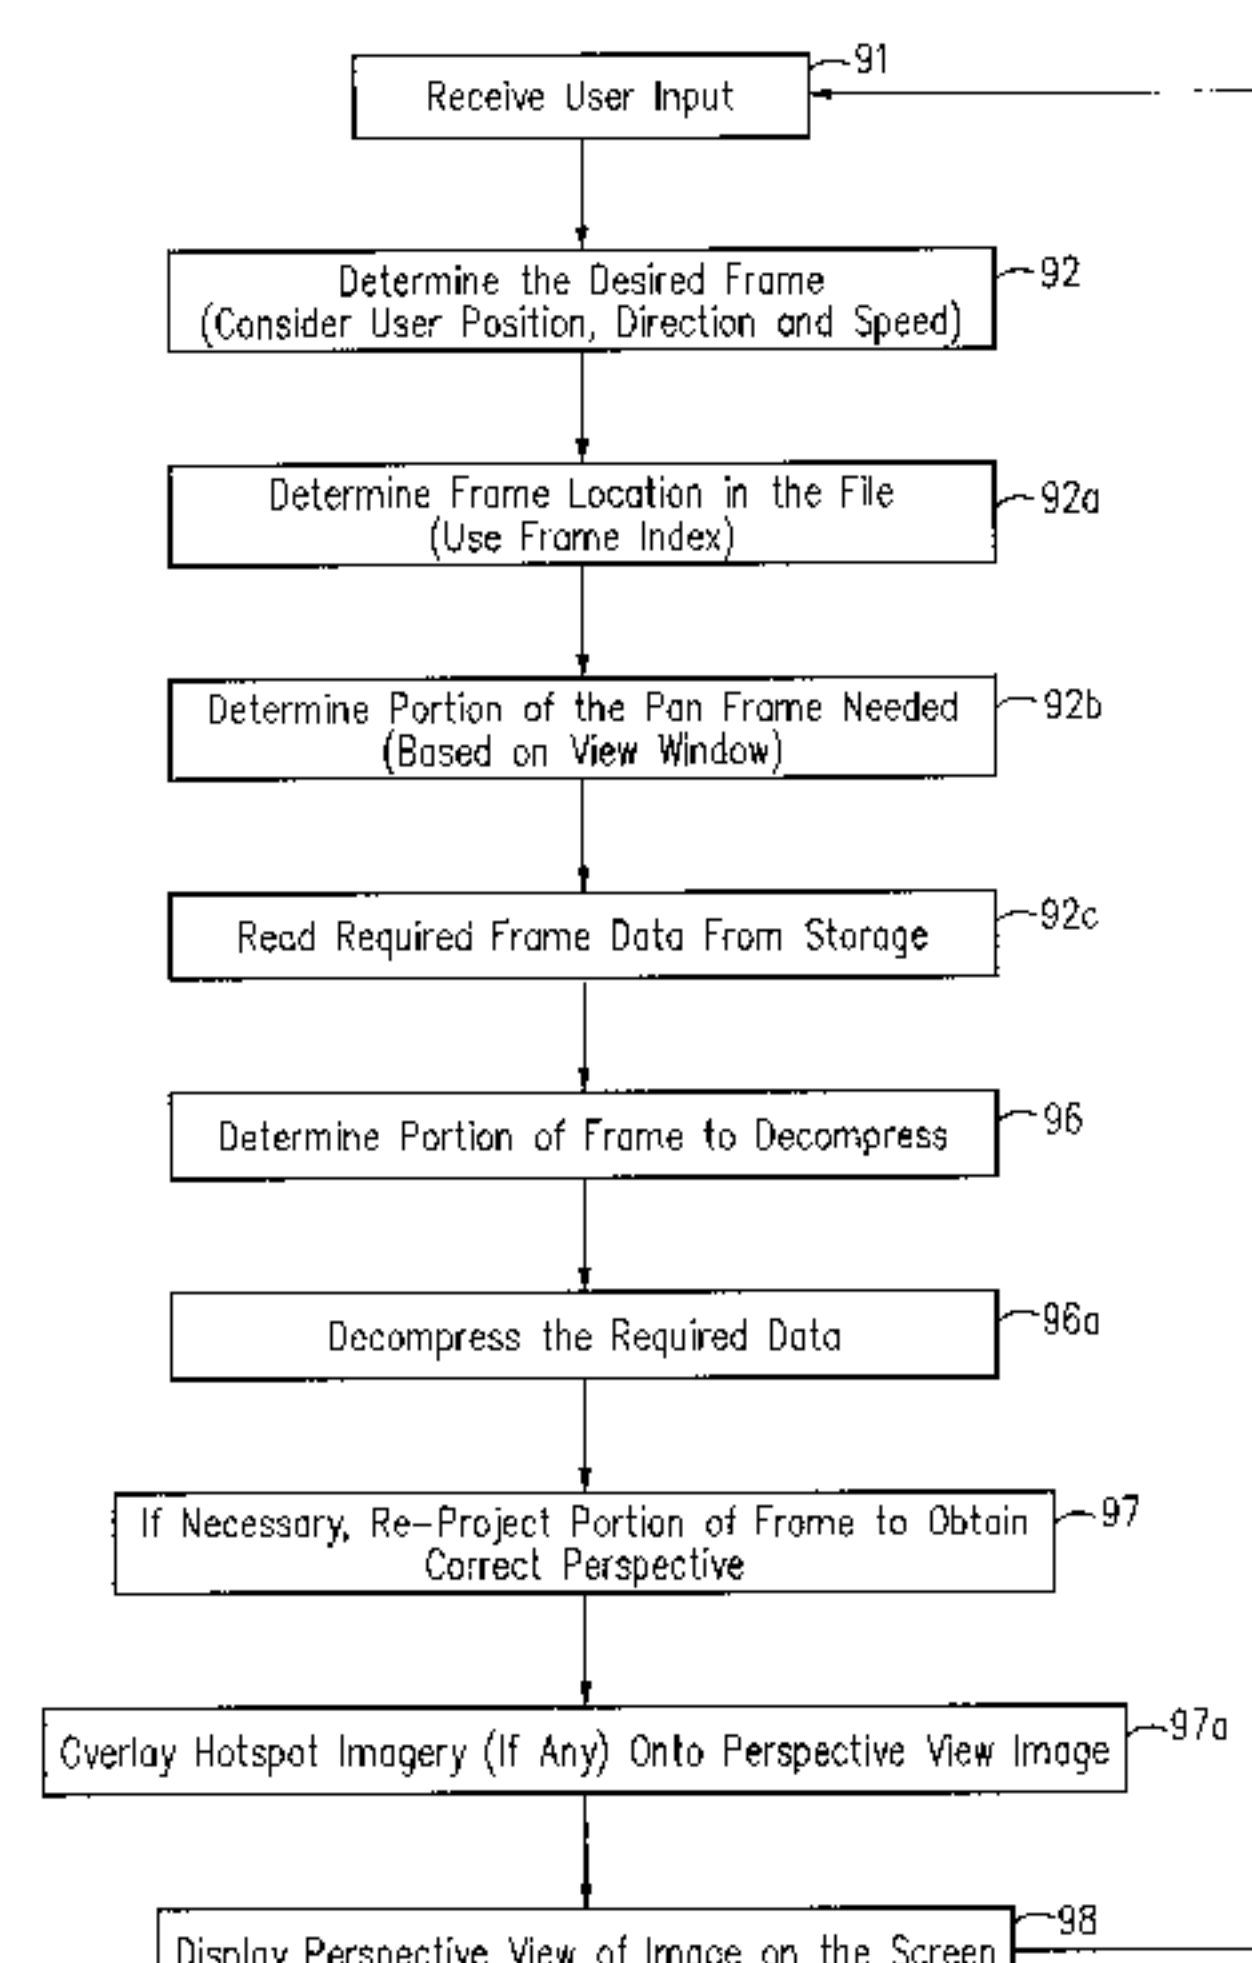 91
Receive User Input
92
Determine the Desired Frame
(Consider User Position, Direction and Speed)
92a
Determine Frame Location in the File
(Use Frame Index)
92b
Determine Portion of the Pan Frame Needed
(Based on View Window)
92c
Read Required Frame Data From Storage
96
Determine Portion of Frame to Decompress
96a
Decompress the Required Data
97
If Necessary, Re-Project Portion of Frame to Obtain
Correct Perspective
97a
Overlay Hotspot Imagery (If Any) Onto Perspective View Image
98
Display Perspective View of Image on the Screen